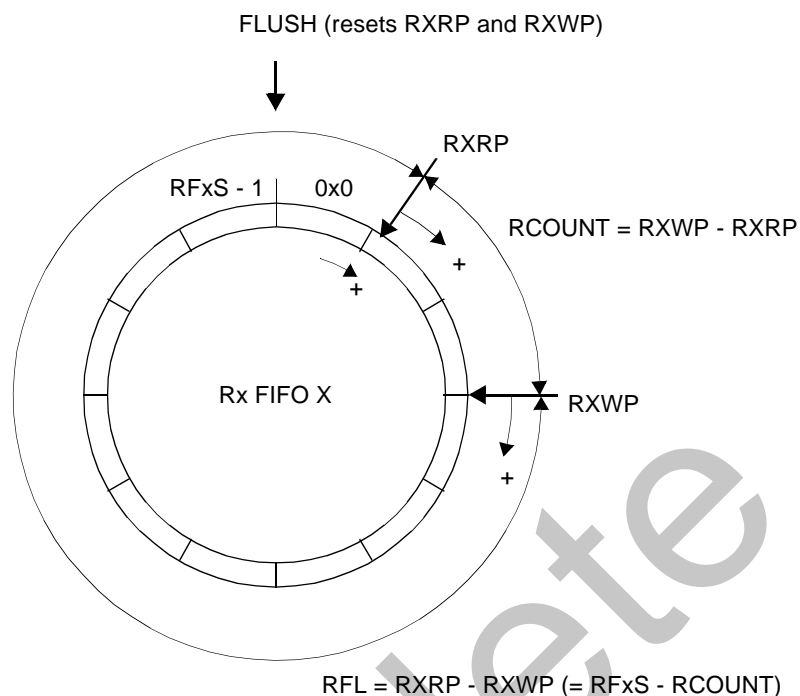 FLUSH (resets RXRP and RXWP)
RXRP
RFxS - 1
0x0
RCOUNT = RXWP - RXRP
+
+
Rx FIFO X
RXWP
+
RFL = RXRP - RXWP (= RFxS - RCOUNT)
lete